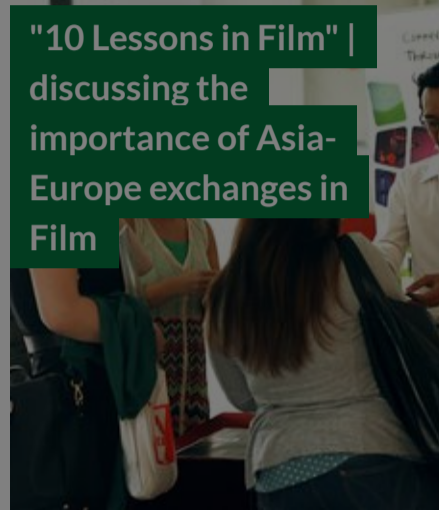 "10 Lessons in Film" |
discussing the
importance of Asia-
Europe exchanges in
Film